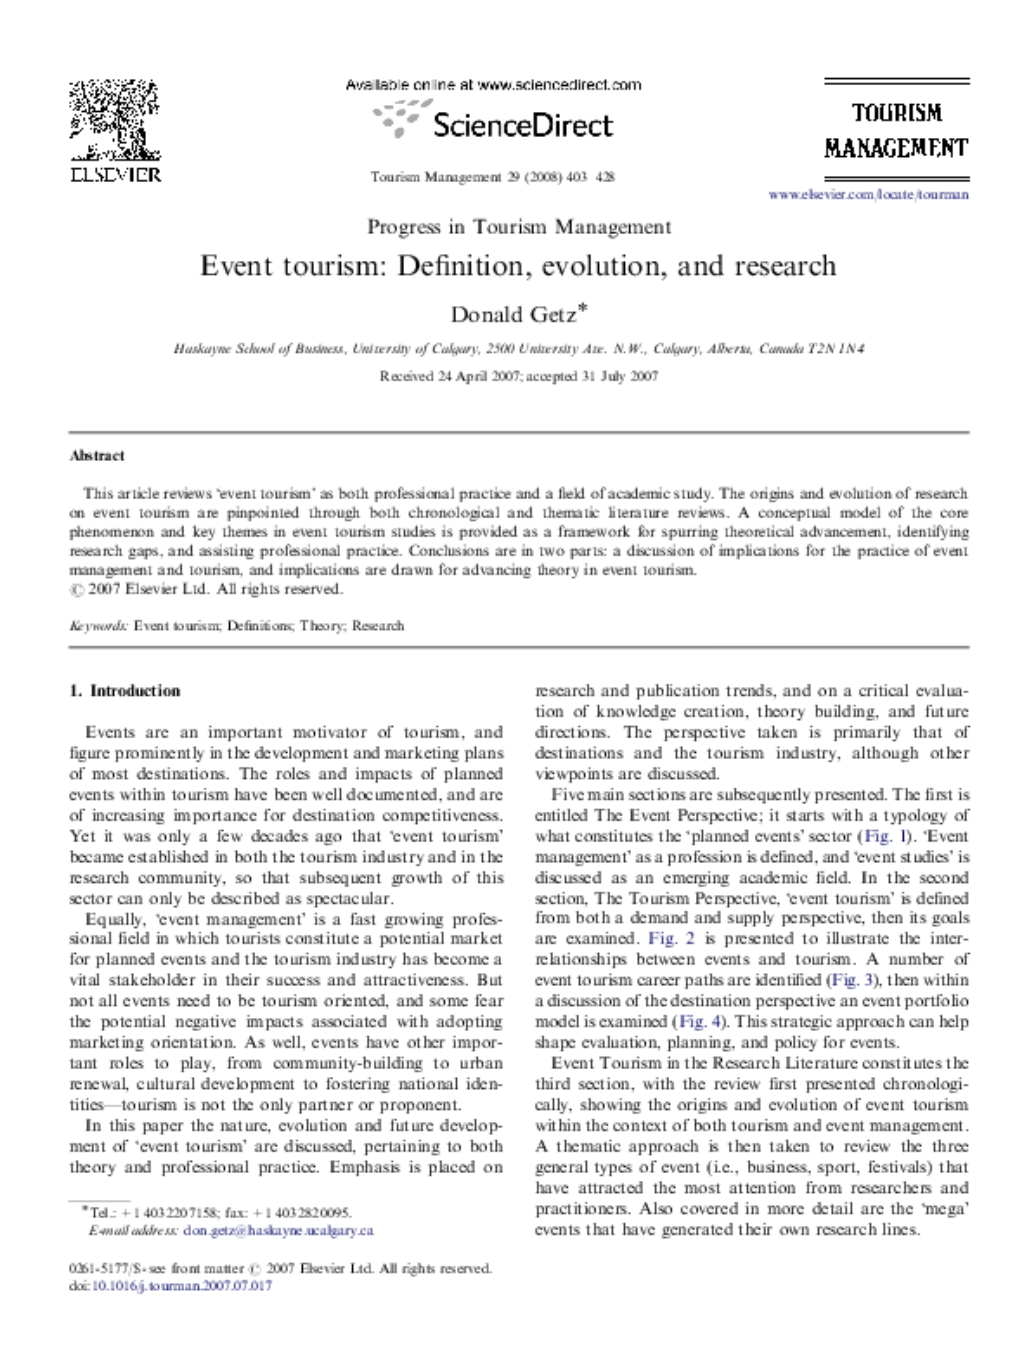 Available online at www.sciencedirect.com
ScienceDirect
ELSEVIER
TOURISM
MANAGEMENT
Tourism Management 29 (2008) 403 428
www.elsevier.com/locate/tourman
Progress in Tourism Management
Event tourism: Definition, evolution, and research
Donald Getz*
Haskayne School of Business, University of Calgary, 2500 University Ave. N.W., Calgary, Alberta, Canada T2N 1N4
Received 24 April 2007; accepted 31 July 2007
Abstract
This article reviews ‘event tourism’ as both professional practice and a field of academic study. The origins and evolution of research
on event tourism are pinpointed through both chronological and thematic literature reviews. A conceptual model of the core
phenomenon and key themes in event tourism studies is provided as a framework for spurring theoretical advancement, identifying
research gaps, and assisting professional practice. Conclusions are in two parts: a discussion of implications for the practice of event
management and tourism, and implications are drawn for advancing theory in event tourism.
© 2007 Elsevier Ltd. All rights reserved.
Keywords: Event tourism; Definitions; Theory; Research
1. Introduction
Events are an important motivator of tourism, and
figure prominently in the development and marketing plans
of most destinations. The roles and impacts of planned
events within tourism have been well documented, and are
of increasing importance for destination competitiveness.
Yet it was only a few decades ago that ‘event tourism’
became established in both the tourism industry and in the
research community, so that subsequent growth of this
sector can only be described as spectacular.
Equally, ‘event management’ is a fast growing profes-
sional field in which tourists constitute a potential market
for planned events and the tourism industry has become a
vital stakeholder in their success and attractiveness. But
not all events need to be tourism oriented, and some fear
the potential negative impacts associated with adopting
marketing orientation. As well, events have other impor-
tant roles to play, from community-building to urban
renewal, cultural development to fostering national iden-
tities—tourism is not the only partner or proponent.
In this paper the nature, evolution and future develop-
ment of ‘event tourism’ are discussed, pertaining to both
theory and professional practice. Emphasis is placed on
*Tel.: +1 403 220 7158; fax: +1 403 282 0095.
E-mail address: don.getz@haskayne.ucalgary.ca
0261-5177/$-see front matter © 2007 Elsevier Ltd. All rights reserved.
doi:10.1016/j.tourman.2007.07.017
research and publication trends, and on a critical evalua-
tion of knowledge creation, theory building, and future
directions. The perspective taken is primarily that of
destinations and the tourism industry, although other
viewpoints are discussed.
Five main sections are subsequently presented. The first is
entitled The Event Perspective; it starts with a typology of
what constitutes the ‘planned events’ sector (Fig. 1). ‘Event
management’ as a profession is defined, and ‘event studies’ is
discussed as an emerging academic field. In the second
section, The Tourism Perspective, ‘event tourism’ is defined
from both a demand and supply perspective, then its goals
are examined. Fig. 2 is presented to illustrate the inter-
relationships between events and tourism. A number of
event tourism career paths are identified (Fig. 3), then within
a discussion of the destination perspective an event portfolio
model is examined (Fig. 4). This strategic approach can help
shape evaluation, planning, and policy for events.
Event Tourism in the Research Literature constitutes the
third section, with the review first presented chronologi-
cally, showing the origins and evolution of event tourism
within the context of both tourism and event management.
A thematic approach is then taken to review the three
general types of event (i.e., business, sport, festivals) that
have attracted the most attention from researchers and
practitioners. Also covered in more detail are the ‘mega’
events that have generated their own research lines.